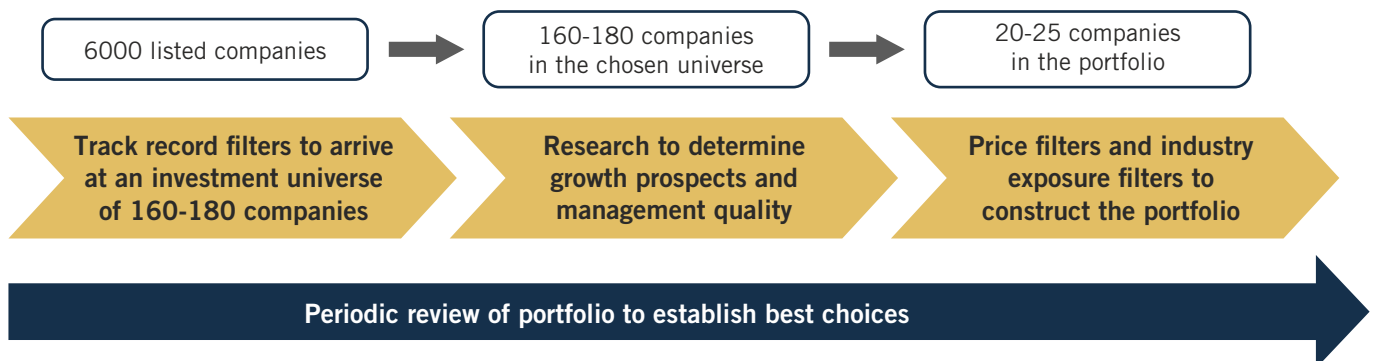 6000 listed companies
160-180 companies
in the chosen universe
20-25 companies
in the portfolio
Track record filters to arrive
at an investment universe
of 160-180 companies
Research to determine
growth prospects and
management quality
Price filters and industry
exposure filters to
construct the portfolio
Periodic review of portfolio to establish best choices